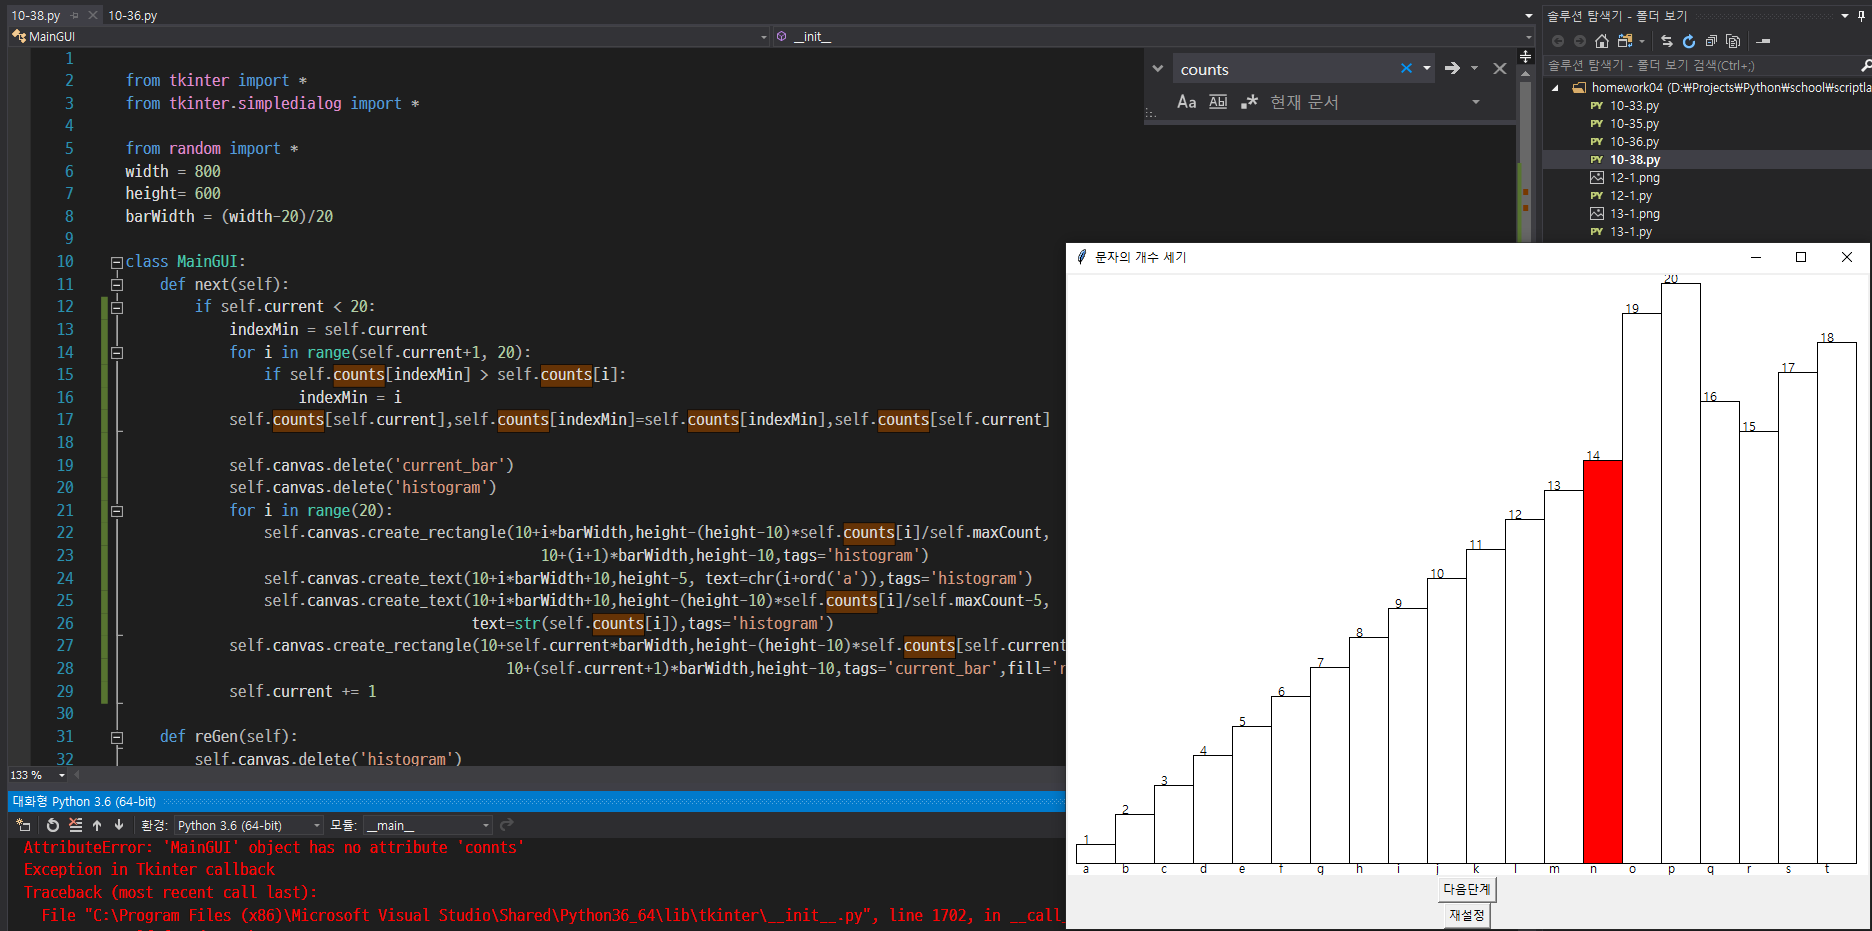 10-38.py
10-36.py
MainGUI
__init__
1
2 from tkinter import *
3 from tkinter.simpledialog import *
4
5 from random import *
6 width = 800
7 height= 600
8 barWidth = (width-20)/20
9
10 class MainGUI:
11 def next(self):
12 if self.current < 20:
13 indexMin = self.current
14 for i in range(self.current+1, 20):
15 if self.counts[indexMin] > self.counts[i]:
16 indexMin = i
17 self.counts[self.current],self.counts[indexMin]=self.counts[indexMin],self.counts[self.current]
18
19 self.canvas.delete('current_bar')
20 self.canvas.delete('histogram')
21 for i in range(20):
22 self.canvas.create_rectangle(10+i*barWidth,height-(height-10)*self.counts[i]/self.maxCount,
23 10+(i+1)*barWidth,height-10,tags='histogram')
24 self.canvas.create_text(10+i*barWidth+10,height-5, text=chr(i+ord('a')),tags='histogram')
25 self.canvas.create_text(10+i*barWidth+10,height-(height-10)*self.counts[i]/self.maxCount-5,
26 text=str(self.counts[i]),tags='histogram')
27 self.canvas.create_rectangle(10+self.current*barWidth,height-(height-10)*self.counts[self.current
28 10+(self.current+1)*barWidth,height-10,tags='current_bar',fill='r
29 self.current += 1
30
31 def reGen(self):
32 self.canvas.delete('histogram')
133 %
counts
Aa Abl .* 현재 문서
솔루션 탐색기 - 폴더 보기
솔루션 탐색기 - 폴더 보기 검색(Ctrl+;)
homework04 (D:₩Projects₩Python₩school₩scriptla
PY 10-33.py
PY 10-35.py
PY 10-36.py
PY 10-38.py
12-1.png
PY 12-1.py
13-1.png
PY 13-1.py
문자의 개수 세기
1 2 3 4 5 6 7 8 9 10 11 12 13 14 19 20 16 15 17 18
a b c d e f g h i j k l m n o p q r s t
다음단계
재설정
대화형 Python 3.6 (64-bit)
환경: Python 3.6 (64-bit) 모듈: __main__
AttributeError: 'MainGUI' object has no attribute 'connts'
Exception in Tkinter callback
Traceback (most recent call last):
File "C:\Program Files (x86)\Microsoft Visual Studio\Shared\Python36_64\lib\tkinter\__init__.py", line 1702, in __call_